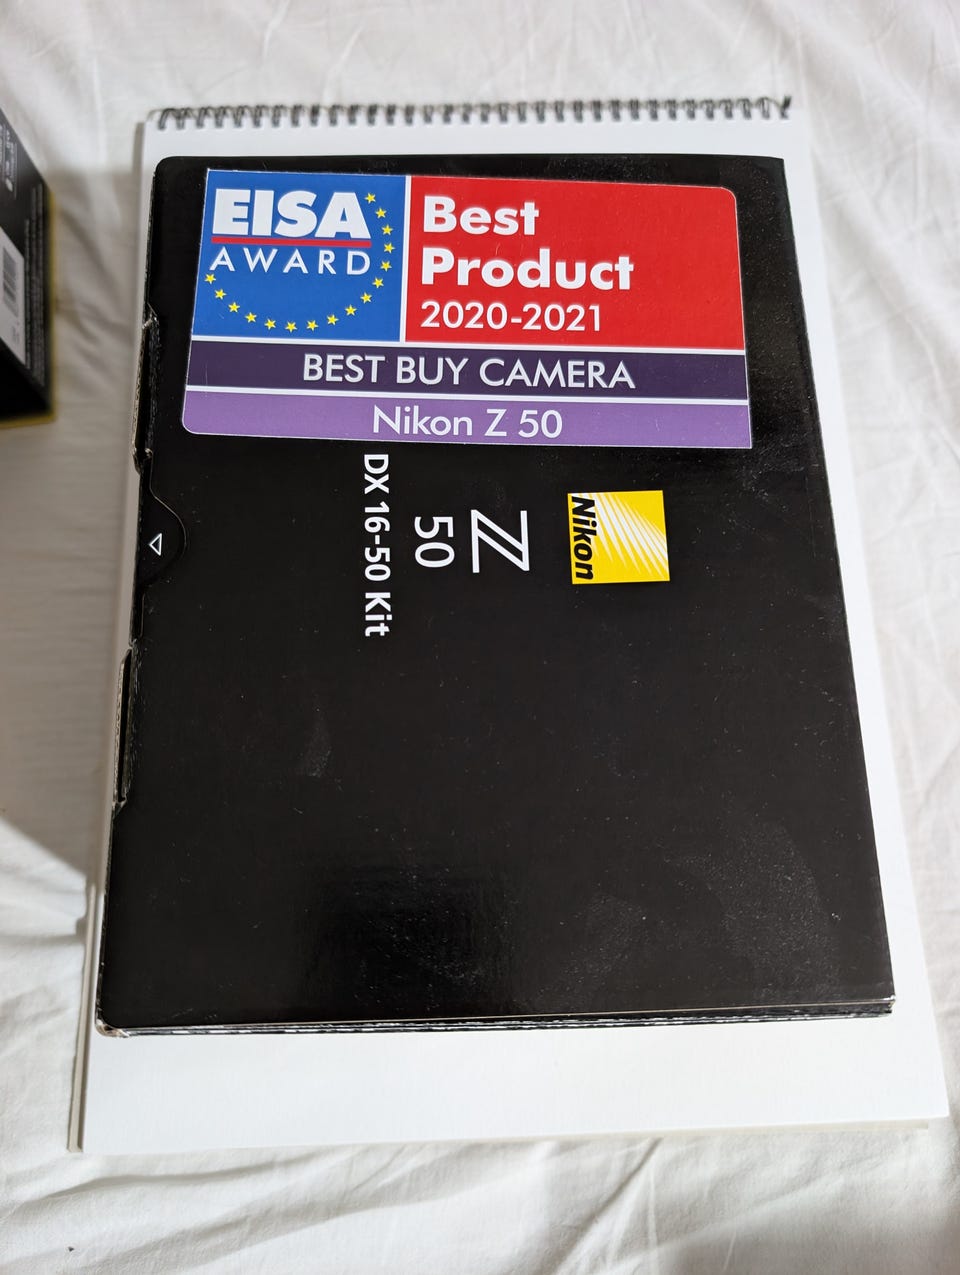 EISA
AWARD
Best
Product
2020-2021
BEST BUY CAMERA
Nikon Z 50
Nikon
Z
50
DX 16-50 Kit